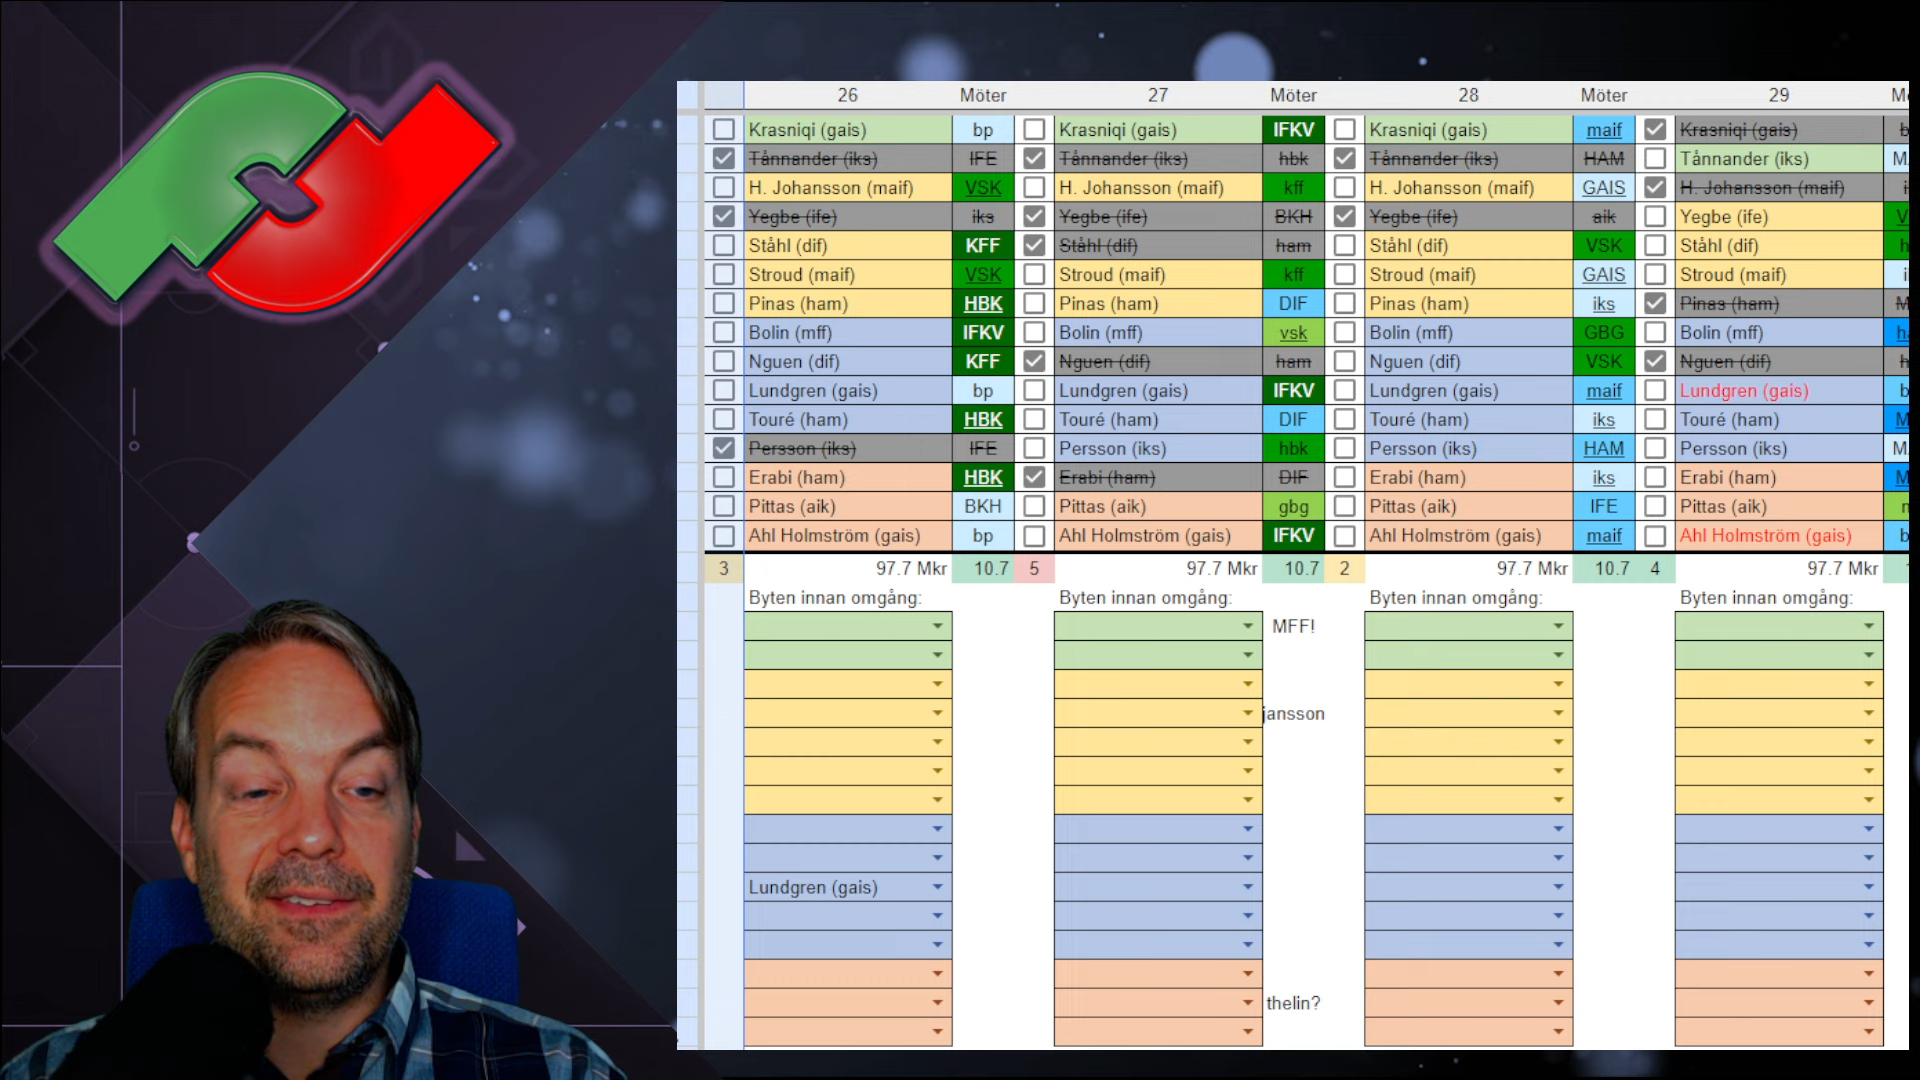 26 Möter 27 Möter 28 Möter 29
Krasniqi (gais) bp Krasniqi (gais) IFKV Krasniqi (gais) maif Krasniqi (gais)
Tånnander (iks) IFE Tånnander (iks) hbk Tånnander (iks) HAM Tånnander (iks)
H. Johansson (maif) VSK H. Johansson (maif) kff H. Johansson (maif) GAIS H. Johansson (maif)
Yegbe (ife) iks Yegbe (ife) BKH Yegbe (ife) aik Yegbe (ife)
Ståhl (dif) KFF Ståhl (dif) ham Ståhl (dif) VSK Ståhl (dif)
Stroud (maif) VSK Stroud (maif) kff Stroud (maif) GAIS Stroud (maif)
Pinas (ham) HBK Pinas (ham) DIF Pinas (ham) iks Pinas (ham)
Bolin (mff) IFKV Bolin (mff) vsk Bolin (mff) GBG Bolin (mff)
Nguen (dif) KFF Nguen (dif) ham Nguen (dif) VSK Nguen (dif)
Lundgren (gais) bp Lundgren (gais) IFKV Lundgren (gais) maif Lundgren (gais)
Touré (ham) HBK Touré (ham) DIF Touré (ham) iks Touré (ham)
Persson (iks) IFE Persson (iks) hbk Persson (iks) HAM Persson (iks)
Erabi (ham) HBK Erabi (ham) DIF Erabi (ham) iks Erabi (ham)
Pittas (aik) BKH Pittas (aik) gbg Pittas (aik) IFE Pittas (aik)
Ahl Holmström (gais) bp Ahl Holmström (gais) IFKV Ahl Holmström (gais) maif Ahl Holmström (gais)
3 97.7 Mkr 10.7 5 97.7 Mkr 10.7 2 97.7 Mkr 10.7 4 97.7 Mkr
Byten innan omgång: Byten innan omgång: Byten innan omgång: Byten innan omgång:
MFF!
jansson
Lundgren (gais)
thelin?